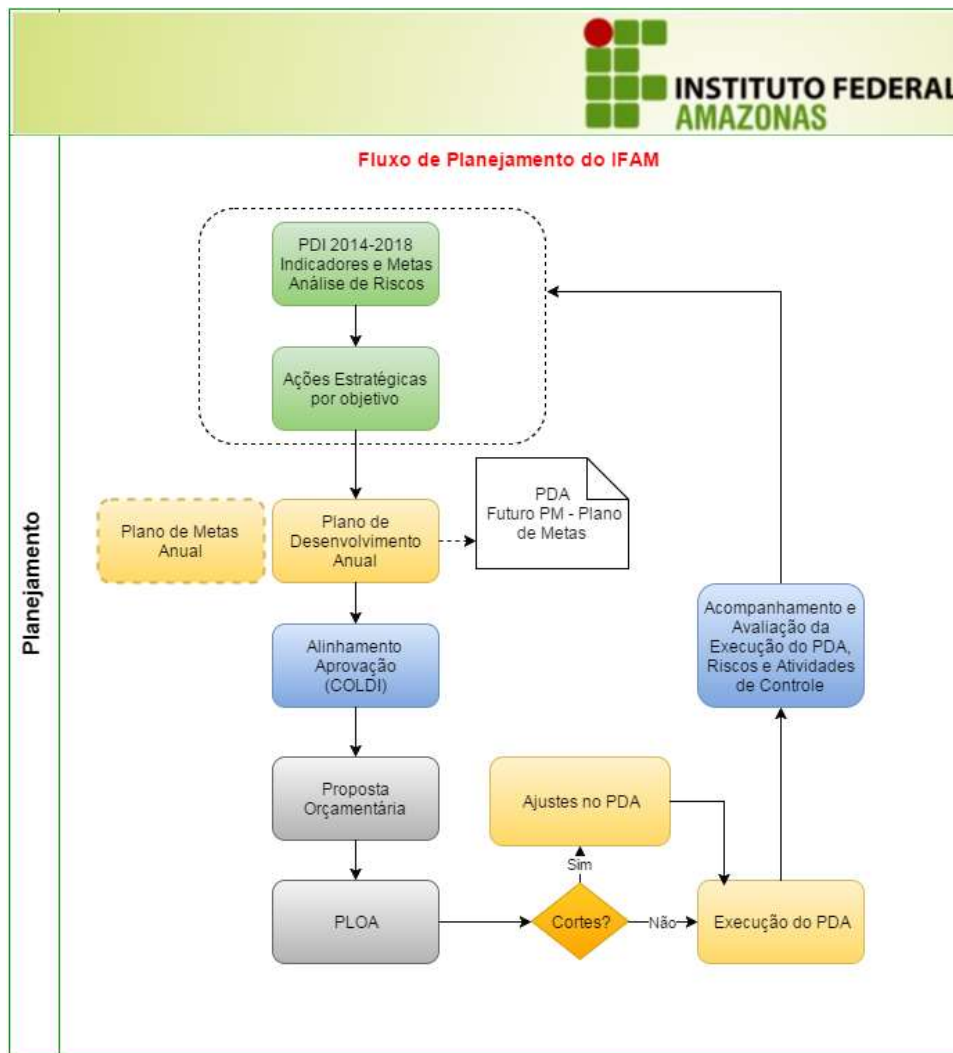 INSTITUTO FEDERAL
AMAZONAS
Fluxo de Planejamento do IFAM
Planejamento
PDI 2014-2018
Indicadores e Metas
Análise de Riscos
Ações Estratégicas
por objetivo
Plano de Metas
Anual
Plano de
Desenvolvimento
Anual
PDA
Futuro PM - Plano
de Metas
Alinhamento
Aprovação
(COLDI)
Acompanhamento e
Avaliação da
Execução do PDA,
Riscos e Atividades
de Controle
Proposta
Orçamentária
Ajustes no PDA
Sim
PLOA
Cortes?
Não
Execução do PDA